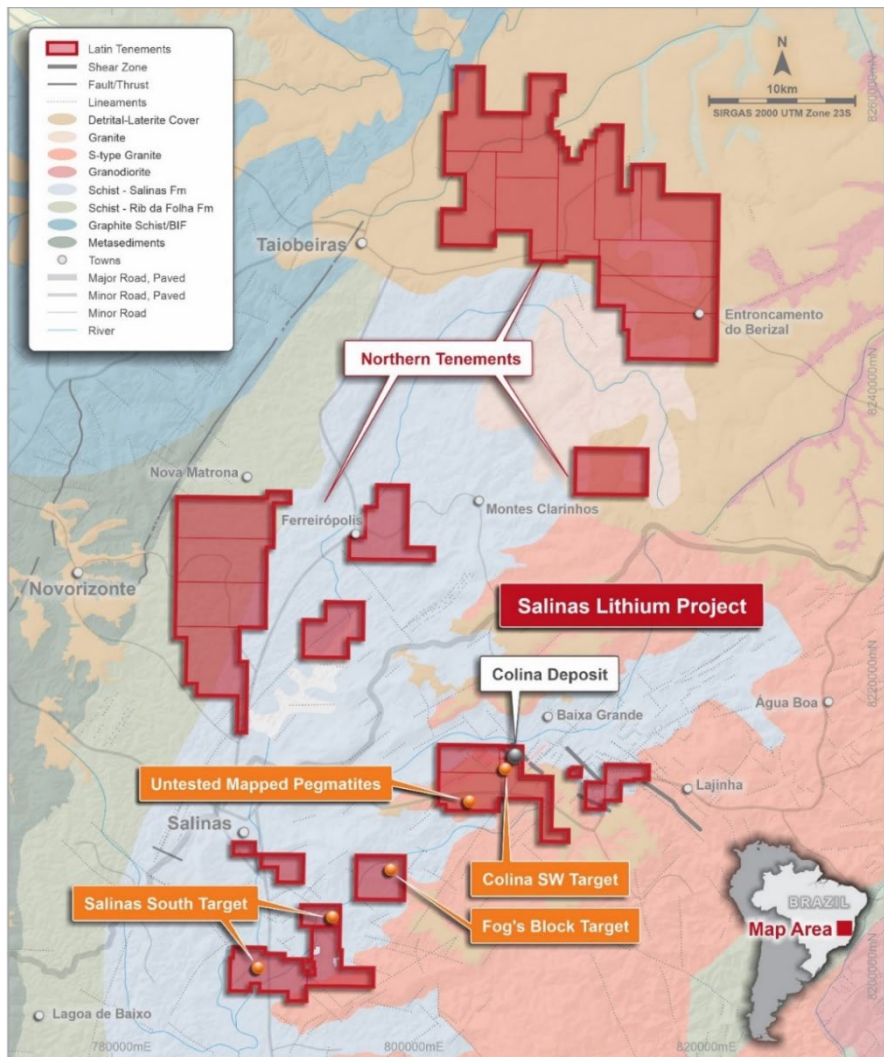 Latin Tenements
Shear Zone
Fault/Thrust
Lineaments
Detrital-Laterite Cover
Granite
S-type Granite
Granodiorite
Schist - Salinas Fm
Schist - Rib da Folha Fm
Graphite Schist/BIF
Metasediments
Towns
Major Road, Paved
Minor Road, Paved
Minor Road
River
N
10km
SIRGAS 2000 UTM Zone 23S
8260000mN
Taiobeiras
Entroncamento
do Berizal
Northern Tenements
8240000mN
Nova Matrona
Montes Clarinhos
Ferreirópolis
Novorizonte
Salinas Lithium Project
Colina Deposit
8220000mN
Água Boa
Baixa Grande
Untested Mapped Pegmatites
Lajinha
Salinas
Colina SW Target
Salinas South Target
Fog's Block Target
BRAZIL
Map Area
8200000mN
Lagoa de Baixo
780000mE
800000mE
820000mE